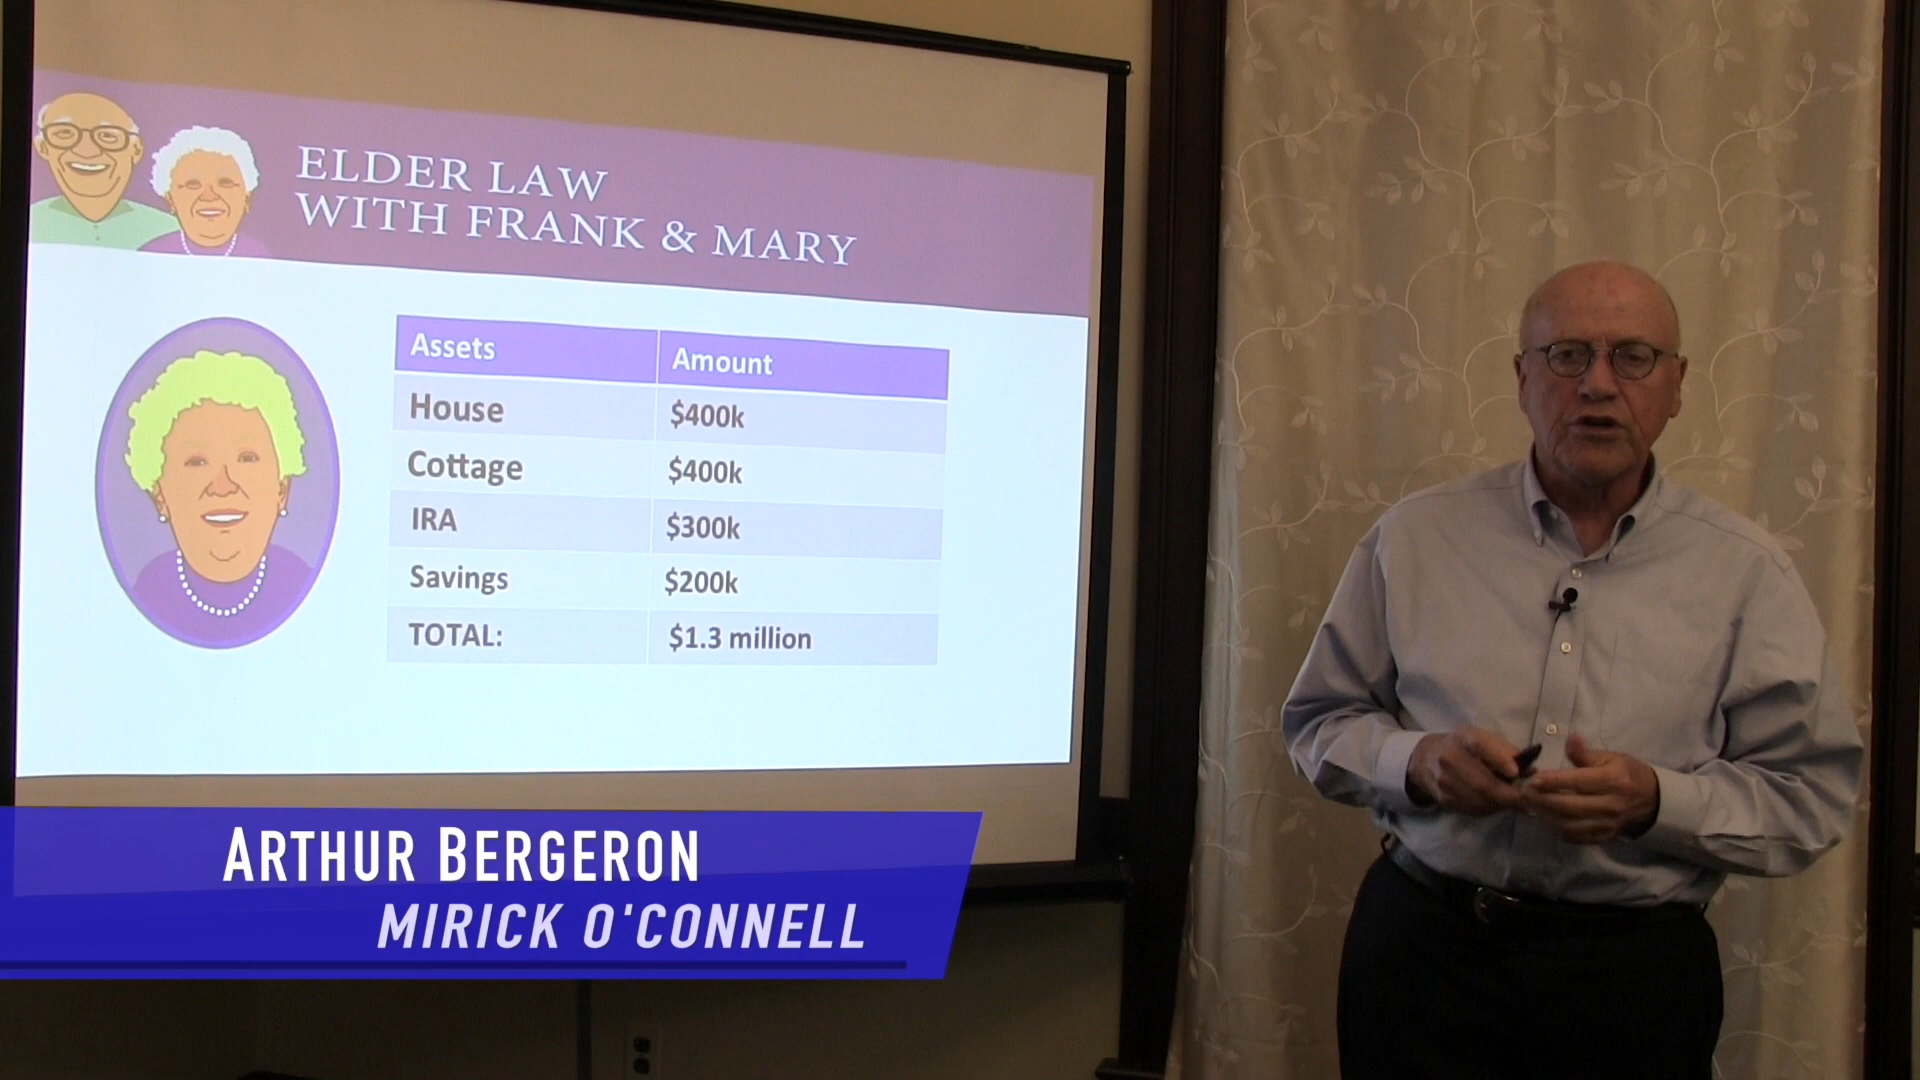 ELDER LAW
WITH FRANK & MARY
Assets Amount
House $400k
Cottage $400k
IRA $300k
Savings $200k
TOTAL: $1.3 million
ARTHUR BERGERON
MIRICK O'CONNELL